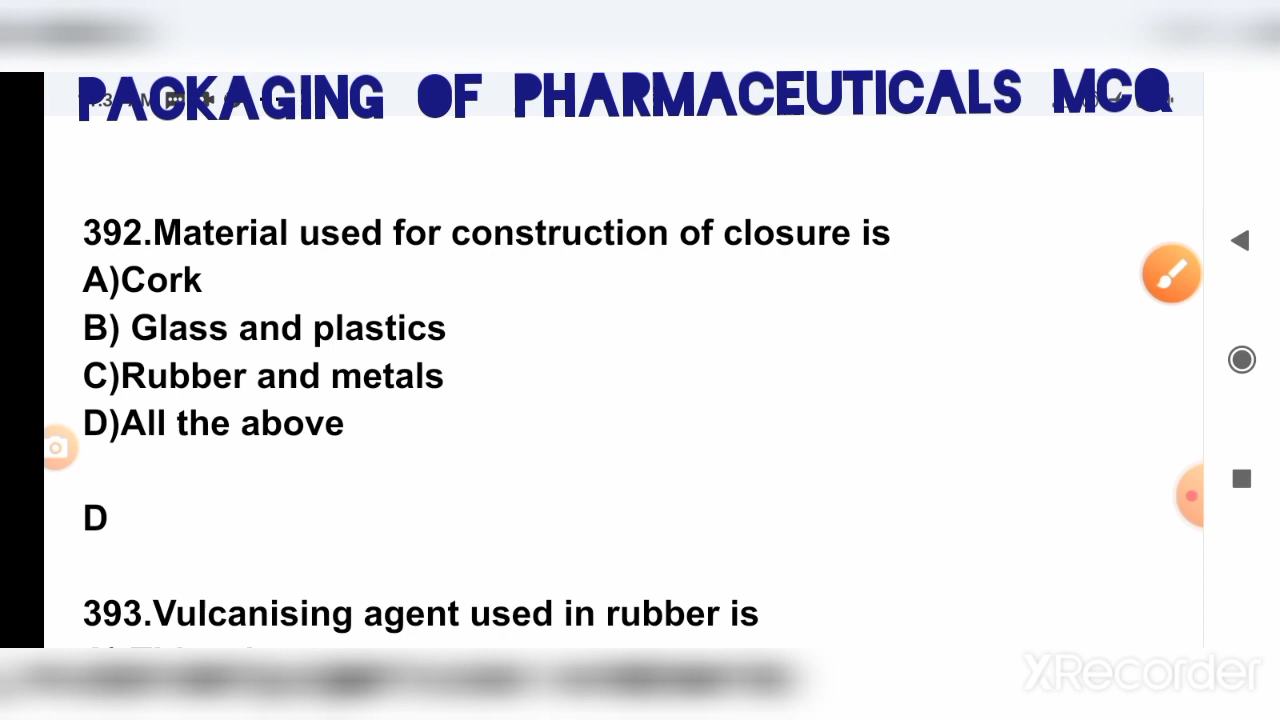 PACKAGING OF PHARMACEUTICALS MCQ
392.Material used for construction of closure is
A)Cork
B) Glass and plastics
C)Rubber and metals
D)All the above
D
393.Vulcanising agent used in rubber is
XRecorder